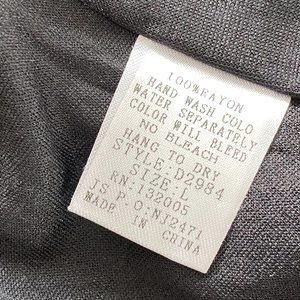 100%RAYON
HAND WASH COLO
WATER SEPARATELY
COLOR WILL BLEED
NO BLEACH
HANG TO DRY
STYLE:D2984
SIZE:L
RN:132005
JS P.O:NJ2471
MADE IN CHINA